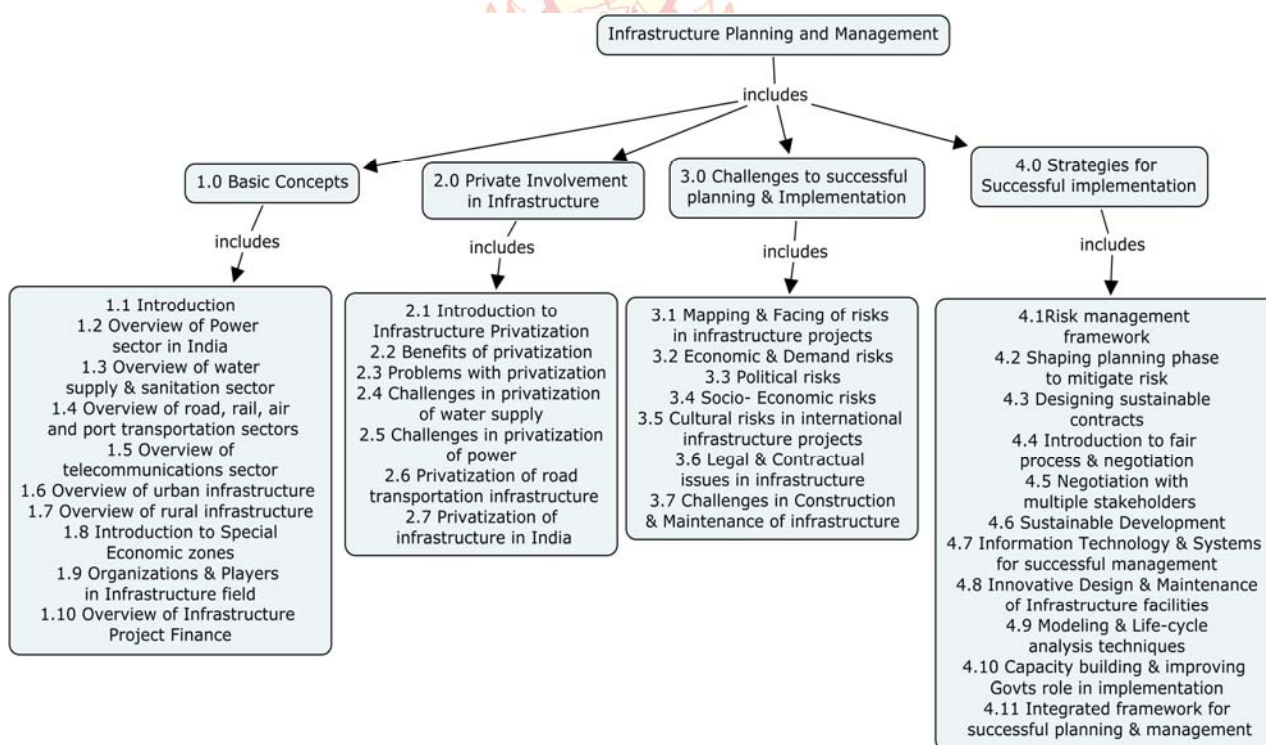 Infrastructure Planning and Management
includes
1.0 Basic Concepts
2.0 Private Involvement
in Infrastructure
3.0 Challenges to successful
planning & Implementation
4.0 Strategies for
Successful implementation
includes
includes
includes
includes
1.1 Introduction
1.2 Overview of Power
sector in India
1.3 Overview of water
supply & sanitation sector
1.4 Overview of road, rail, air
and port transportation sectors
1.5 Overview of
telecommunications sector
1.6 Overview of urban infrastructure
1.7 Overview of rural infrastructure
1.8 Introduction to Special
Economic zones
1.9 Organizations & Players
in Infrastructure field
1.10 Overview of Infrastructure
Project Finance
2.1 Introduction to
Infrastructure Privatization
2.2 Benefits of privatization
2.3 Problems with privatization
2.4 Challenges in privatization
of water supply
2.5 Challenges in privatization
of power
2.6 Privatization of road
transportation infrastructure
2.7 Privatization of
infrastructure in India
3.1 Mapping & Facing of risks
in infrastructure projects
3.2 Economic & Demand risks
3.3 Political risks
3.4 Socio- Economic risks
3.5 Cultural risks in international
infrastructure projects
3.6 Legal & Contractual
issues in infrastructure
3.7 Challenges in Construction
& Maintenance of infrastructure
4.1Risk management
framework
4.2 Shaping planning phase
to mitigate risk
4.3 Designing sustainable
contracts
4.4 Introduction to fair
process & negotiation
4.5 Negotiation with
multiple stakeholders
4.6 Sustainable Development
4.7 Information Technology & Systems
for successful management
4.8 Innovative Design & Maintenance
of Infrastructure facilities
4.9 Modeling & Life-cycle
analysis techniques
4.10 Capacity building & improving
Govts role in implementation
4.11 Integrated framework for
successful planning & management